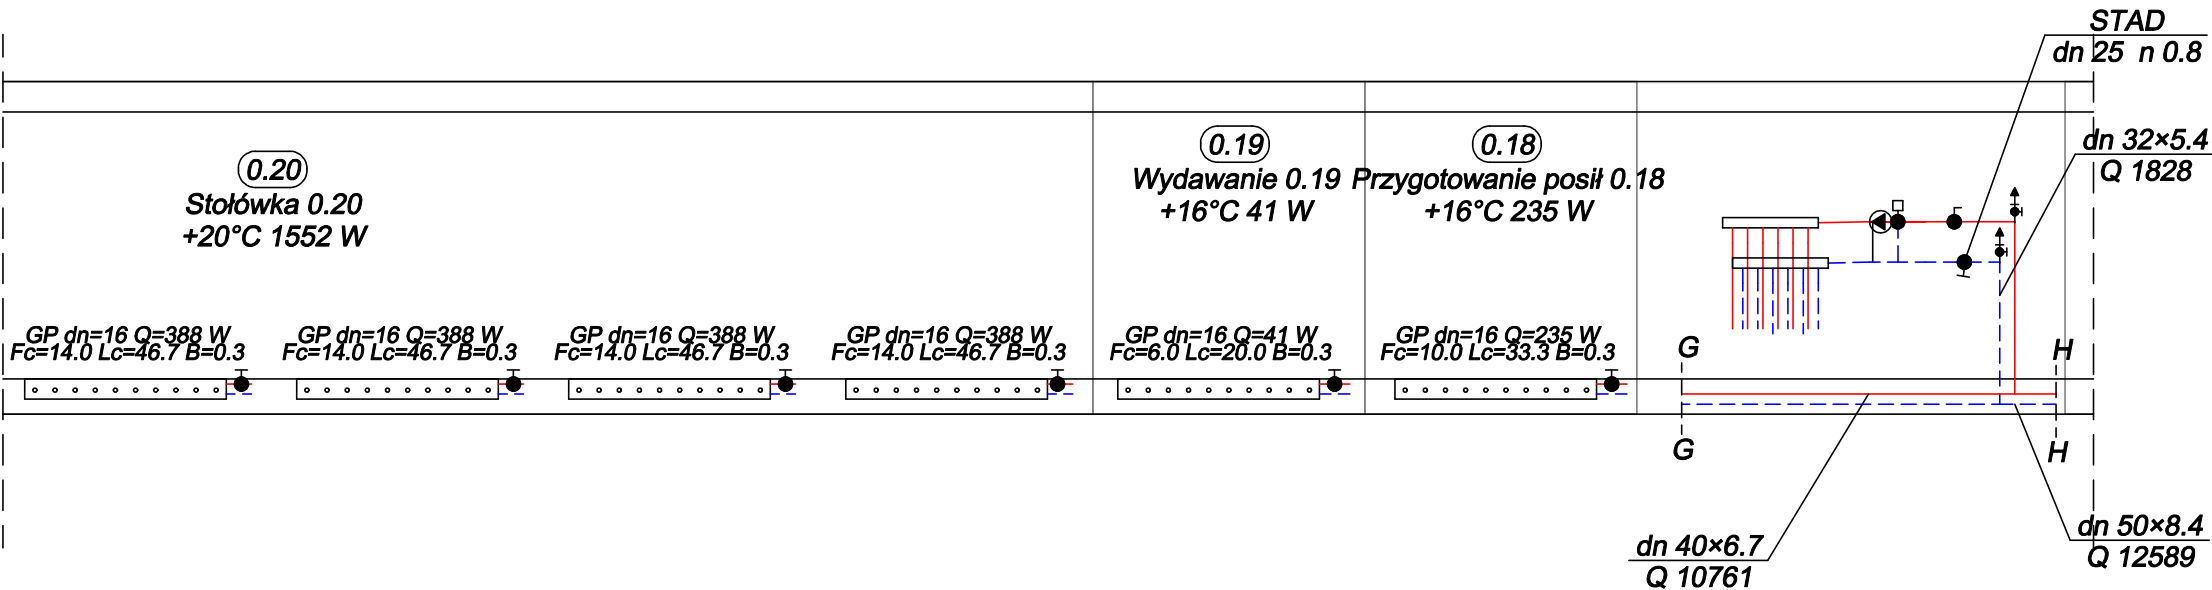 STAD
dn 25 n 0.8
dn 32×5.4
Q 1828
0.20
Stołówka 0.20
+20°C 1552 W
0.19
Wydawanie 0.19
+16°C 41 W
0.18
Przygotowanie posił 0.18
+16°C 235 W
GP dn=16 Q=388 W
Fc=14.0 Lc=46.7 B=0.3
GP dn=16 Q=388 W
Fc=14.0 Lc=46.7 B=0.3
GP dn=16 Q=388 W
Fc=14.0 Lc=46.7 B=0.3
GP dn=16 Q=388 W
Fc=14.0 Lc=46.7 B=0.3
GP dn=16 Q=41 W
Fc=6.0 Lc=20.0 B=0.3
GP dn=16 Q=235 W
Fc=10.0 Lc=33.3 B=0.3
G
H
G
H
dn 40×6.7
Q 10761
dn 50×8.4
Q 12589